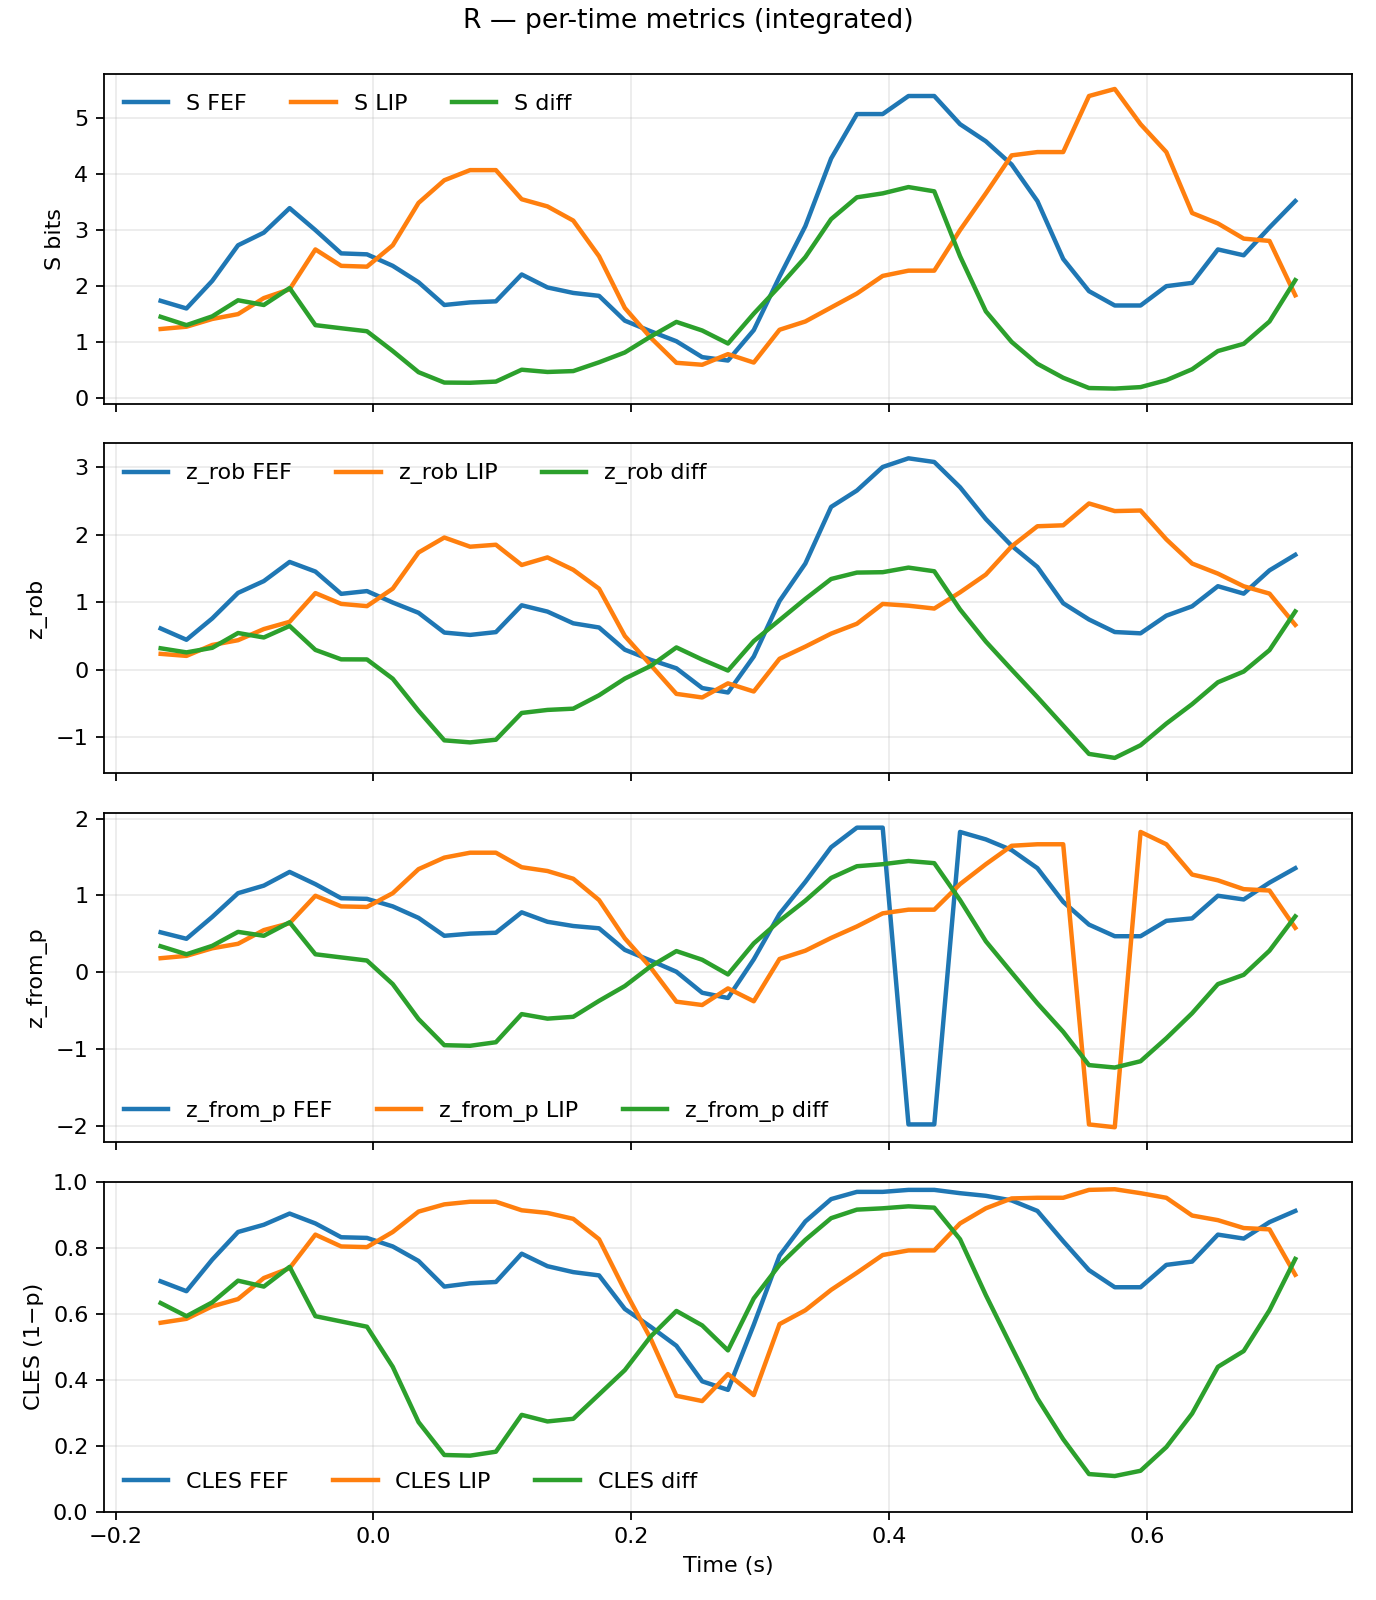 R — per-time metrics (integrated)
S FEF S LIP S diff
S bits
5
4
3
2
1
0
z_rob FEF z_rob LIP z_rob diff
z_rob
3
2
1
0
−1
z_from_p
2
1
0
−1
−2
z_from_p FEF z_from_p LIP z_from_p diff
CLES (1−p)
1.0
0.8
0.6
0.4
0.2
0.0
CLES FEF CLES LIP CLES diff
−0.2 0.0 0.2 0.4 0.6
Time (s)